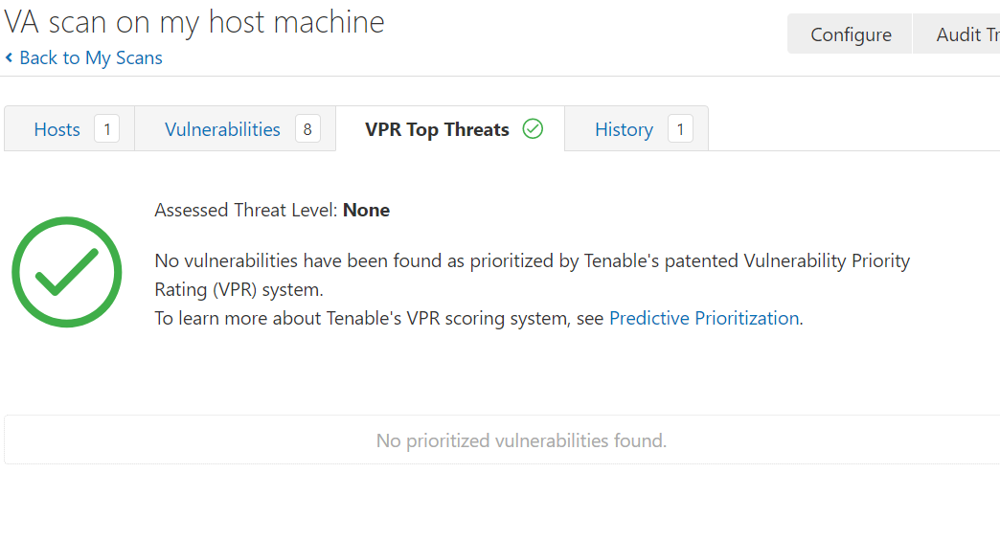 VA scan on my host machine
Configure
Audit Tr
Back to My Scans
Hosts 1
Vulnerabilities 8
VPR Top Threats
History 1
Assessed Threat Level: None
No vulnerabilities have been found as prioritized by Tenable's patented Vulnerability Priority
Rating (VPR) system.
To learn more about Tenable's VPR scoring system, see Predictive Prioritization.
No prioritized vulnerabilities found.